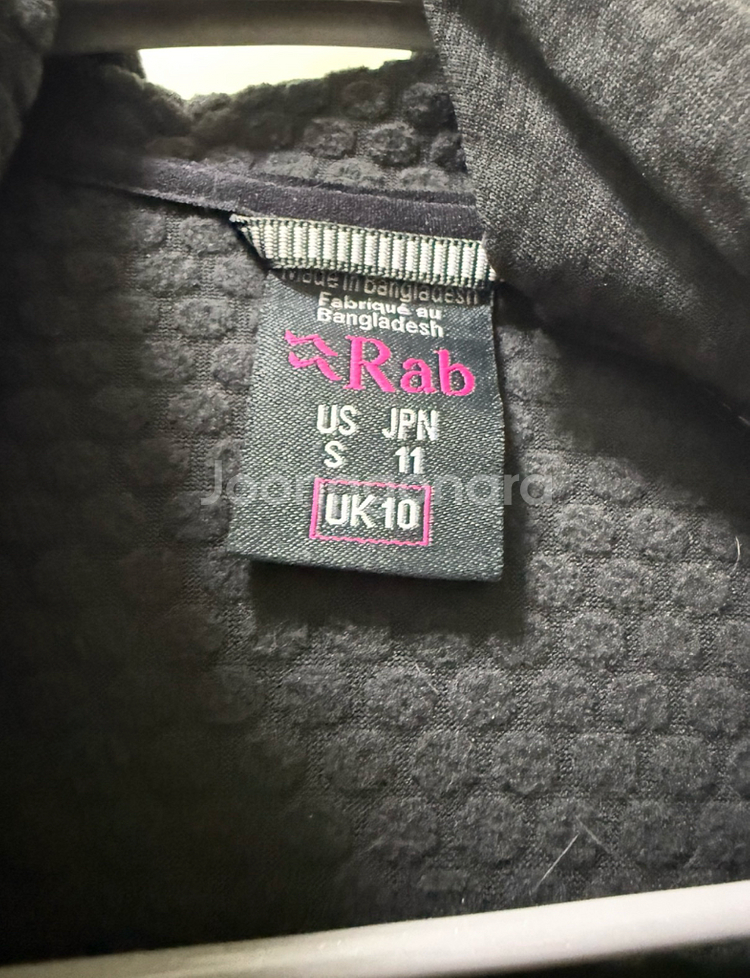 Made in Bangladesh
Fabriqué au
Bangladesh
Rab
US JPN
S 11
UK10